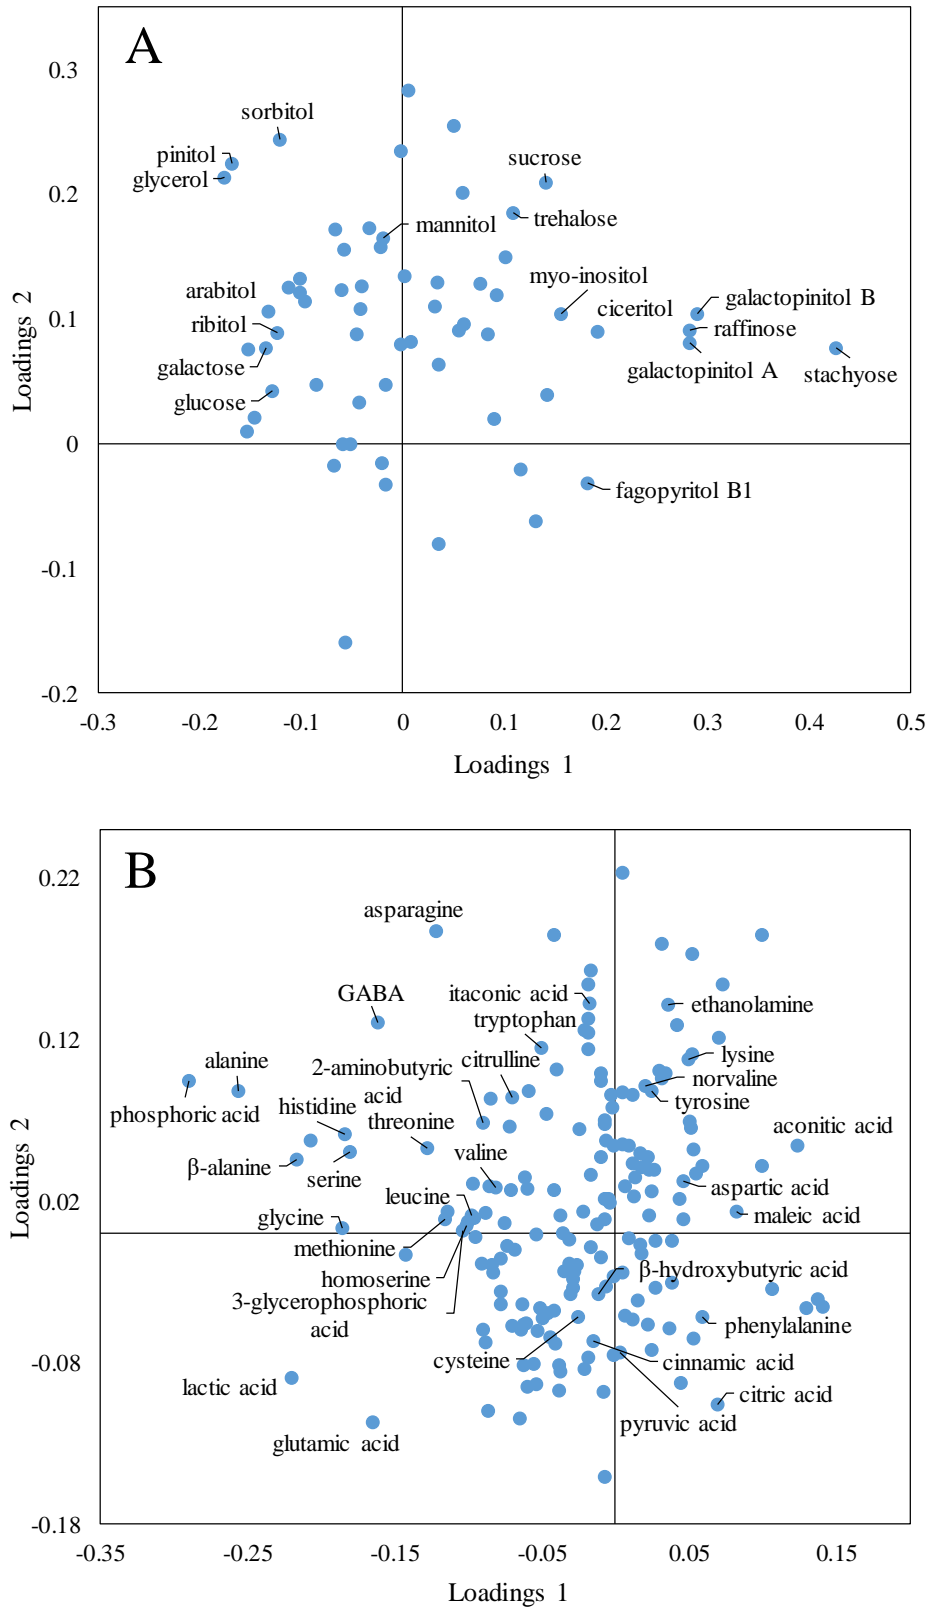 A
0.3
sorbitol
pinitol
sucrose
glycerol
0.2
mannitol
trehalose
myo-inositol
arabitol
ciceritol
galactopinitol B
0.1
ribitol
raffinose
galactose
galactopinitol A
stachyose
glucose
Loadings 2
0
fagopyritol B1
-0.1
-0.2
-0.3
-0.2
-0.1
0
0.1
0.2
0.3
0.4
0.5
Loadings 1
B
0.22
asparagine
GABA
itaconic acid
ethanolamine
tryptophan
0.12
alanine
2-aminobutyric
acid
citrulline
lysine
norvaline
phosphoric acid
histidine
threonine
tyrosine
aconitic acid
β-alanine
serine
valine
aspartic acid
0.02
leucine
glycine
maleic acid
methionine
homoserine
β-hydroxybutyric acid
3-glycerophosphoric
acid
phenylalanine
Loadings 2
-0.08
cysteine
cinnamic acid
lactic acid
citric acid
pyruvic acid
glutamic acid
-0.18
-0.35
-0.25
-0.15
-0.05
0.05
0.15
Loadings 1